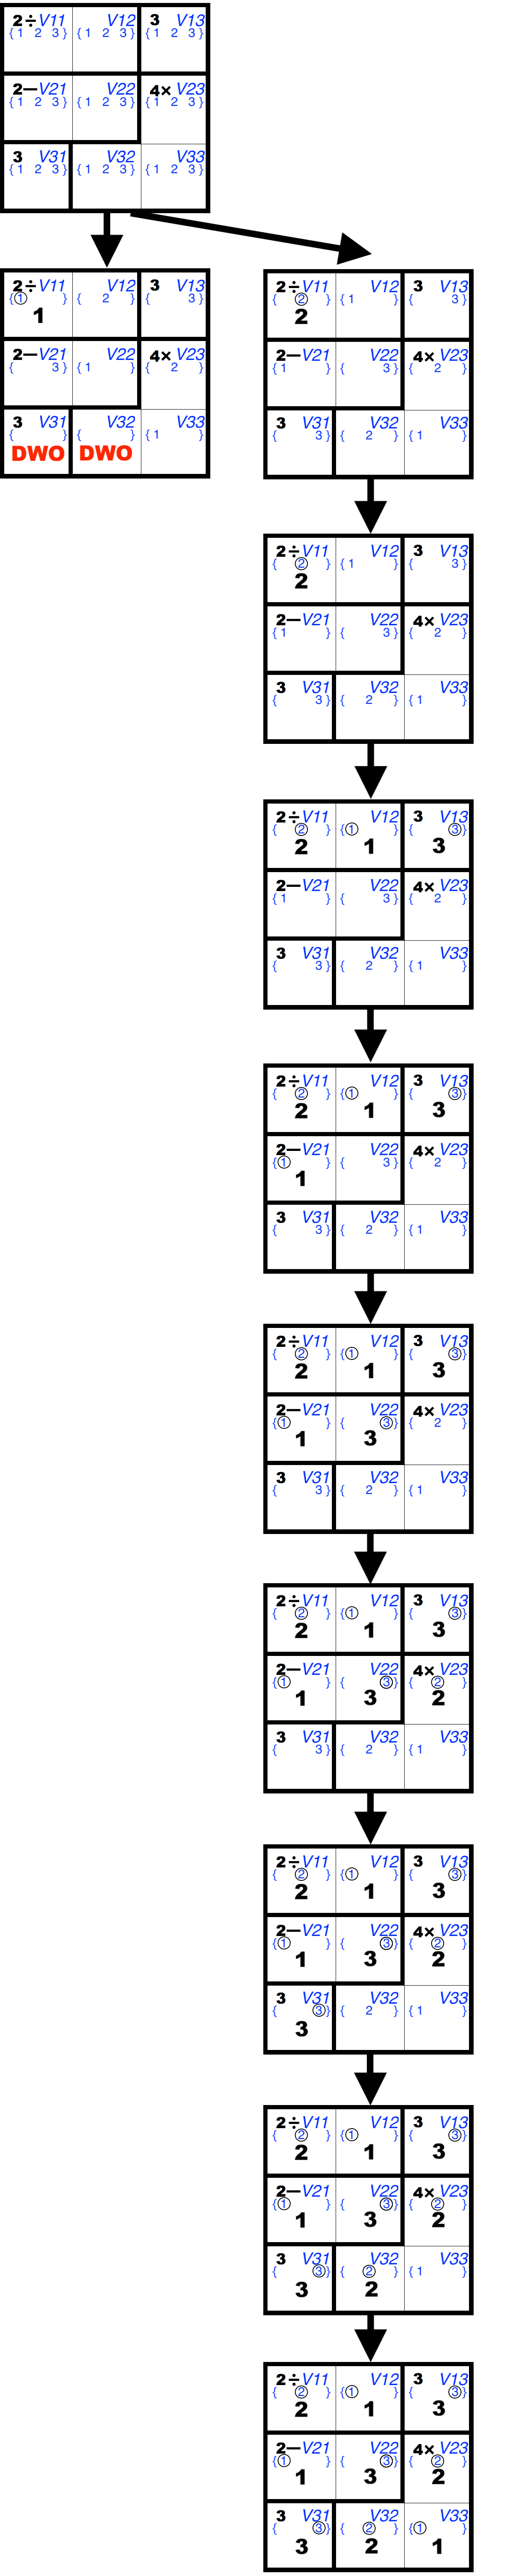 2÷V11 V12 3 V13
{ 1 2 3 } { 1 2 3 } { 1 2 3 }
2−V21 V22 4× V23
{ 1 2 3 } { 1 2 3 } { 1 2 3 }
3 V31 V32 V33
{ 1 2 3 } { 1 2 3 } { 1 2 3 }
2÷V11 V12 3 V13
{ 1 } { 2 } { 3 }
1
2−V21 V22 4× V23
{ 3 } { 1 } { 2 }
3 V31 V32 V33
{ } { } { 1 }
DWO DWO
2÷V11 V12 3 V13
{ 2 } { 1 } { 3 }
2
2−V21 V22 4× V23
{ 1 } { 3 } { 2 }
3 V31 V32 V33
{ 3 } { 2 } { 1 }
2÷V11 V12 3 V13
{ 2 } { 1 } { 3 }
2
2−V21 V22 4× V23
{ 1 } { 3 } { 2 }
3 V31 V32 V33
{ 3 } { 2 } { 1 }
2÷V11 V12 3 V13
{ 2 } { 1 } { 3 }
2 1 3
2−V21 V22 4× V23
{ 1 } { 3 } { 2 }
3 V31 V32 V33
{ 3 } { 2 } { 1 }
2÷V11 V12 3 V13
{ 2 } { 1 } { 3 }
2 1 3
2−V21 V22 4× V23
{ 1 } { 3 } { 2 }
1
3 V31 V32 V33
{ 3 } { 2 } { 1 }
2÷V11 V12 3 V13
{ 2 } { 1 } { 3 }
2 1 3
2−V21 V22 4× V23
{ 1 } { 3 } { 2 }
1 3
3 V31 V32 V33
{ 3 } { 2 } { 1 }
2÷V11 V12 3 V13
{ 2 } { 1 } { 3 }
2 1 3
2−V21 V22 4× V23
{ 1 } { 3 } { 2 }
1 3 2
3 V31 V32 V33
{ 3 } { 2 } { 1 }
2÷V11 V12 3 V13
{ 2 } { 1 } { 3 }
2 1 3
2−V21 V22 4× V23
{ 1 } { 3 } { 2 }
1 3 2
3 V31 V32 V33
{ 3 } { 2 } { 1 }
3
2÷V11 V12 3 V13
{ 2 } { 1 } { 3 }
2 1 3
2−V21 V22 4× V23
{ 1 } { 3 } { 2 }
1 3 2
3 V31 V32 V33
{ 3 } { 2 } { 1 }
3 2
2÷V11 V12 3 V13
{ 2 } { 1 } { 3 }
2 1 3
2−V21 V22 4× V23
{ 1 } { 3 } { 2 }
1 3 2
3 V31 V32 V33
{ 3 } { 2 } { 1 }
3 2 1